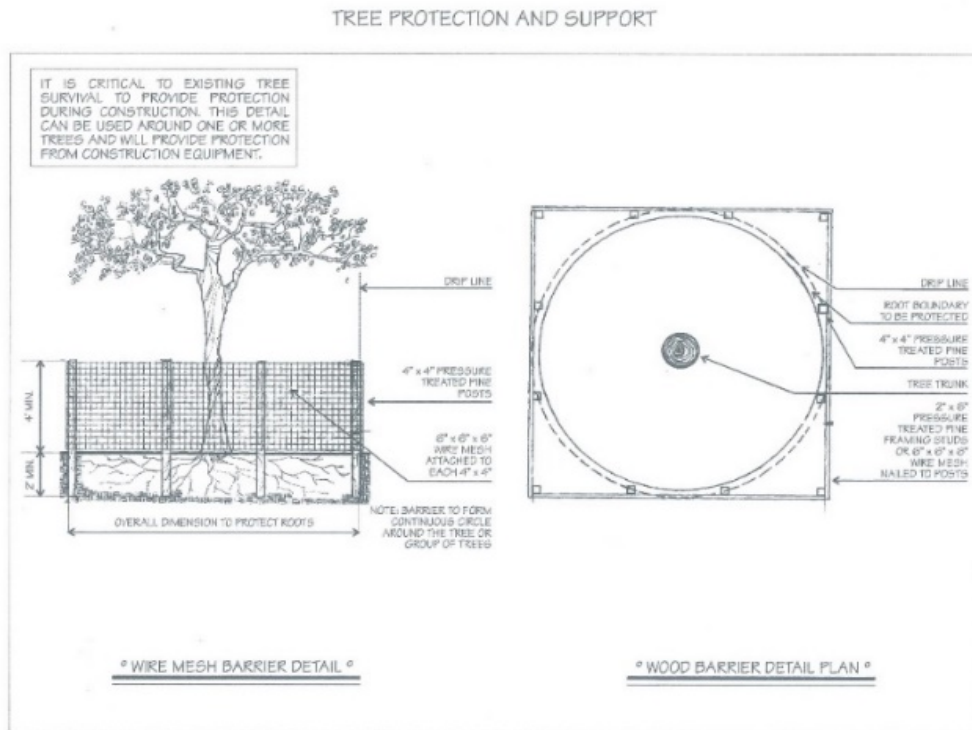 TREE PROTECTION AND SUPPORT
IT IS CRITICAL TO EXISTING TREE
SURVIVAL TO PROVIDE PROTECTION
DURING CONSTRUCTION. THIS DETAIL
CAN BE USED AROUND ONE OR MORE
TREES AND WILL PROVIDE PROTECTION
FROM CONSTRUCTION EQUIPMENT.
DRIP LINE
4" x 4" PRESSURE
TREATED PINE
POSTS
6" x 6" x 6"
WIRE MESH
ATTACHED TO
EACH 4" x 4"
4' MIN.
2' MIN.
OVERALL DIMENSION TO PROTECT ROOTS
NOTE: BARRIER TO FORM
CONTINUOUS CIRCLE
AROUND THE TREE OR
GROUP OF TREES
° WIRE MESH BARRIER DETAIL °
DRIP LINE
ROOT BOUNDARY
TO BE PROTECTED
4" x 4" PRESSURE
TREATED PINE
POSTS
TREE TRUNK
2" x 6"
PRESSURE
TREATED PINE
FRAMING STUDS
OR 6" x 6" x 6"
WIRE MESH
NAILED TO POSTS
° WOOD BARRIER DETAIL PLAN °